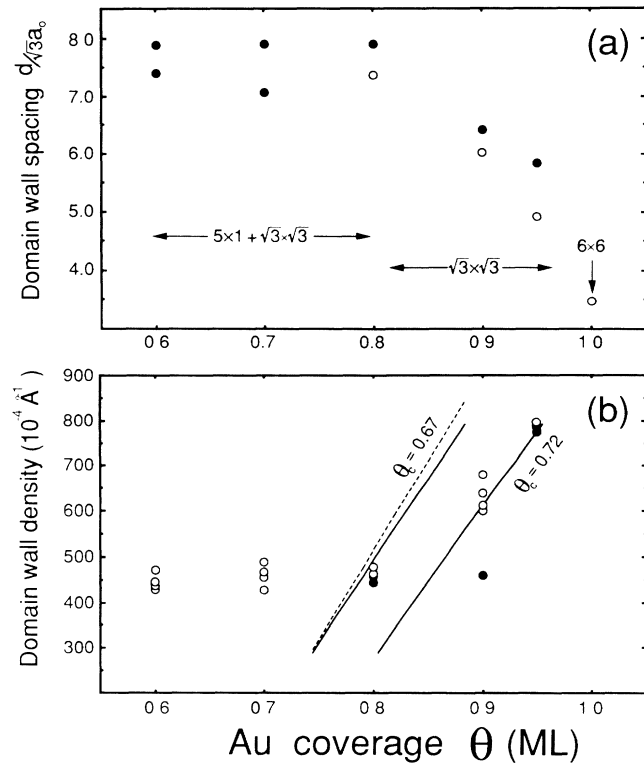 (a)
Domain wall spacing d/√3a₀
8.0
7.0
6.0
5.0
4.0
5×1 + √3×√3
√3×√3
6×6
0 6 0.7 0.8 0 9 1 0
(b)
Domain wall density (10⁻⁴ Å⁻¹)
900
800
700
600
500
400
300
θc = 0.67
θc = 0.72
0 6 0.7 0 8 0 9 1 0
Au coverage θ (ML)